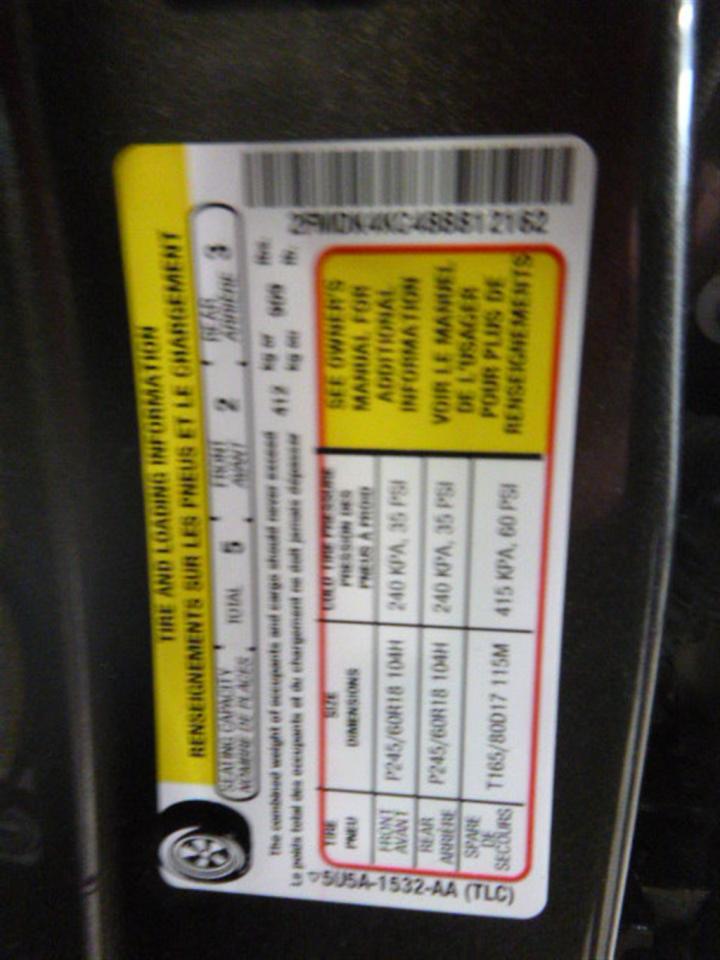 TIRE AND LOADING INFORMATION
RENSEIGNEMENTS SUR LES PNEUS ET LE CHARGEMENT
SEATING CAPACITY TOTAL 5 FRONT 2 REAR 3
NOMBRE DE PLACES AVANT ARRIÈRE
The combined weight of occupants and cargo should never exceed 412 kg or 909 lbs.
Le poids total des occupants et du chargement ne doit jamais dépasser kg ou lb.
2FMDK4KC4BBB12162
TIRE SIZE COLD TIRE PRESSURE
PNEU DIMENSIONS PRESSION DES PNEUS A FROID
FRONT AVANT P245/60R18 104H 240 KPA, 35 PSI
REAR ARRIÈRE P245/60R18 104H 240 KPA, 35 PSI
SPARE DE SECOURS T165/80D17 115M 415 KPA, 60 PSI
SEE OWNER'S
MANUAL FOR
ADDITIONAL
INFORMATION
VOIR LE MANUEL
DE L'USAGER
POUR PLUS DE
RENSEIGNEMENTS
5U5A-1532-AA (TLC)